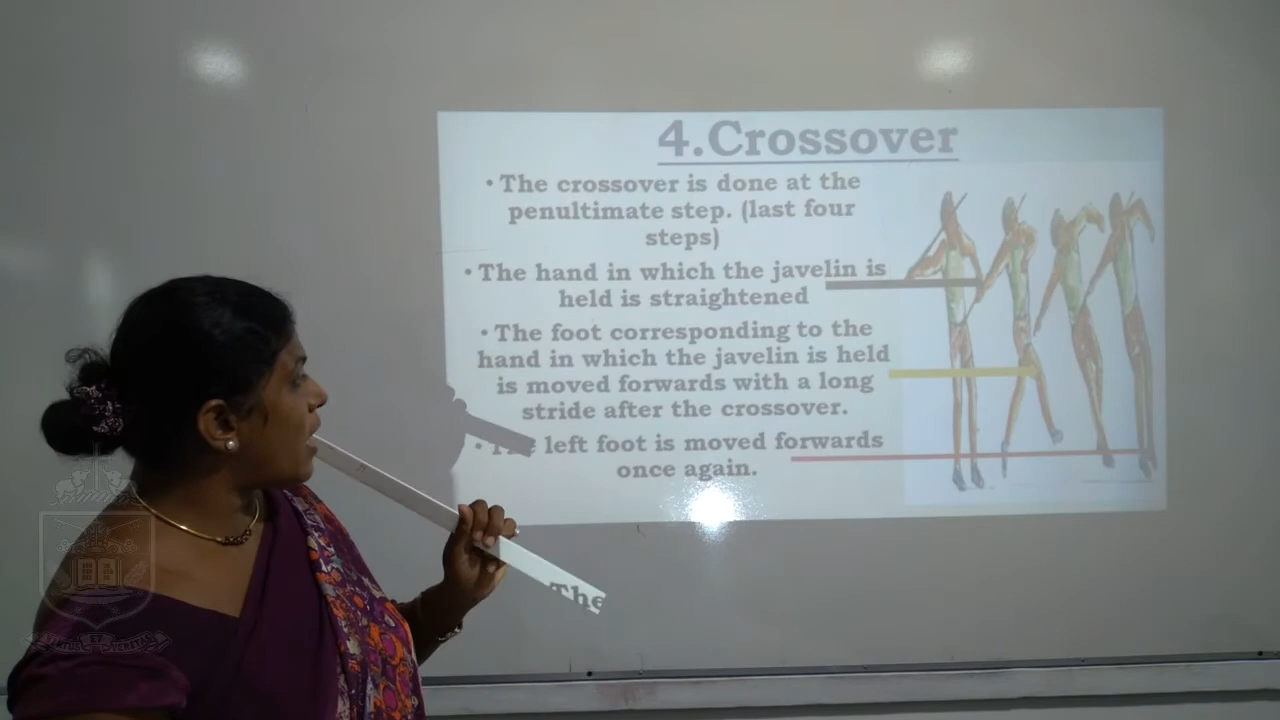 4.Crossover
• The crossover is done at the
penultimate step. (last four
steps)
• The hand in which the javelin is
held is straightened
• The foot corresponding to the
hand in which the javelin is held
is moved forwards with a long
stride after the crossover.
• The left foot is moved forwards
once again.
The